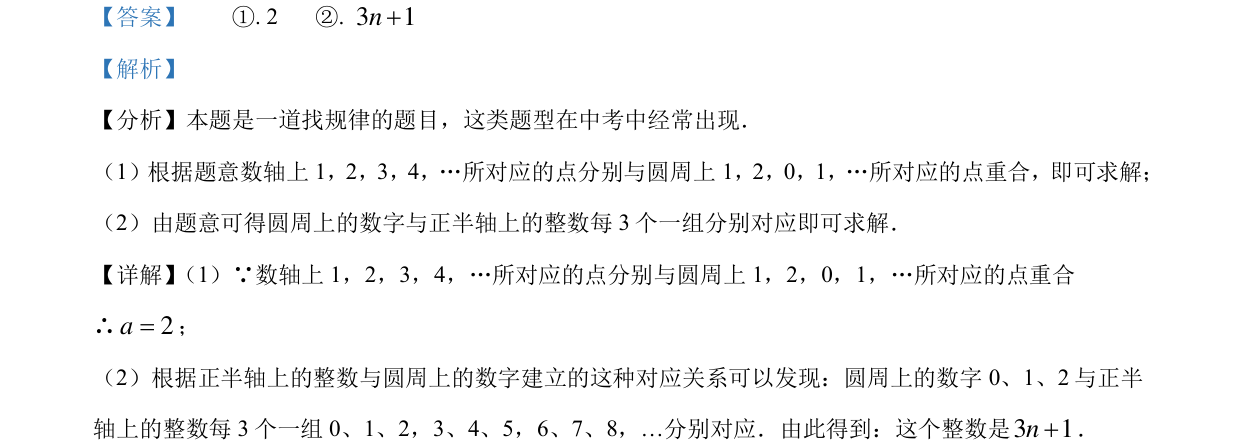 【答案】 ①. 2 ②. 3n+1
【解析】
【分析】本题是一道找规律的题目，这类题型在中考中经常出现．
（1）根据题意数轴上 1，2，3，4，…所对应的点分别与圆周上 1，2，0，1，…所对应的点重合，即可求解；
（2）由题意可得圆周上的数字与正半轴上的整数每 3 个一组分别对应即可求解．
【详解】（1）∵数轴上 1，2，3，4，…所对应的点分别与圆周上 1，2，0，1，…所对应的点重合
∴ a = 2；
（2）根据正半轴上的整数与圆周上的数字建立的这种对应关系可以发现：圆周上的数字 0、1、2 与正半
轴上的整数每 3 个一组 0、1、2，3、4、5，6、7、8，…分别对应．由此得到：这个整数是 3n+1．